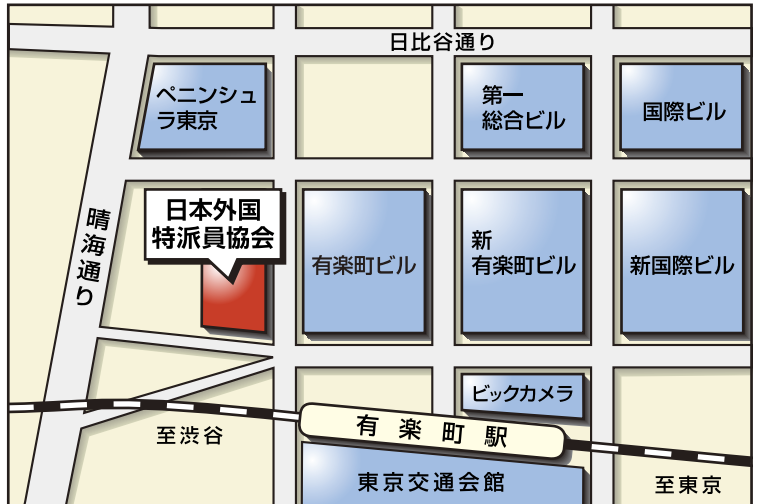 日比谷通り
ペニンシュ
ラ東京
第一
総合ビル
国際ビル
晴海通り
日本外国
特派員協会
有楽町ビル
新
有楽町ビル
新国際ビル
ビックカメラ
有楽町駅
至渋谷
東京交通会館
至東京